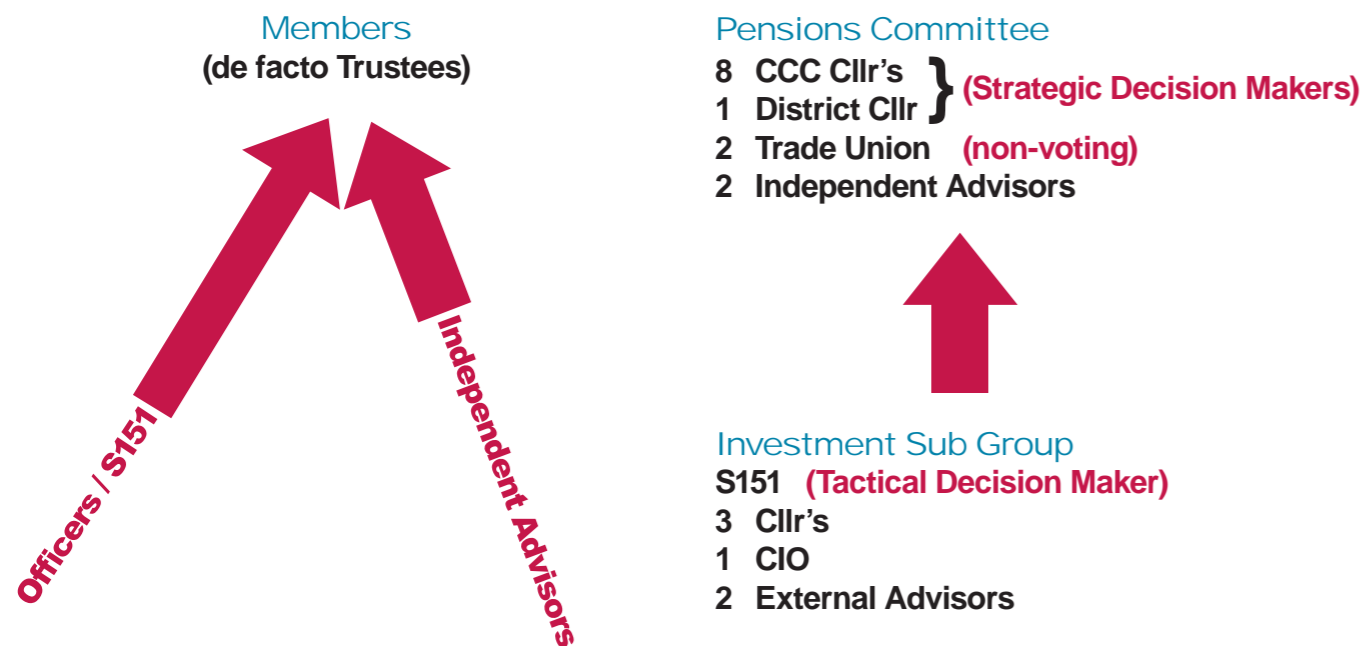 Members
(de facto Trustees)
Officers / S151
Independent Advisors
Pensions Committee
8 CCC Cllr’s } (Strategic Decision Makers)
1 District Cllr
2 Trade Union (non-voting)
2 Independent Advisors
Investment Sub Group
S151 (Tactical Decision Maker)
3 Cllr’s
1 CIO
2 External Advisors